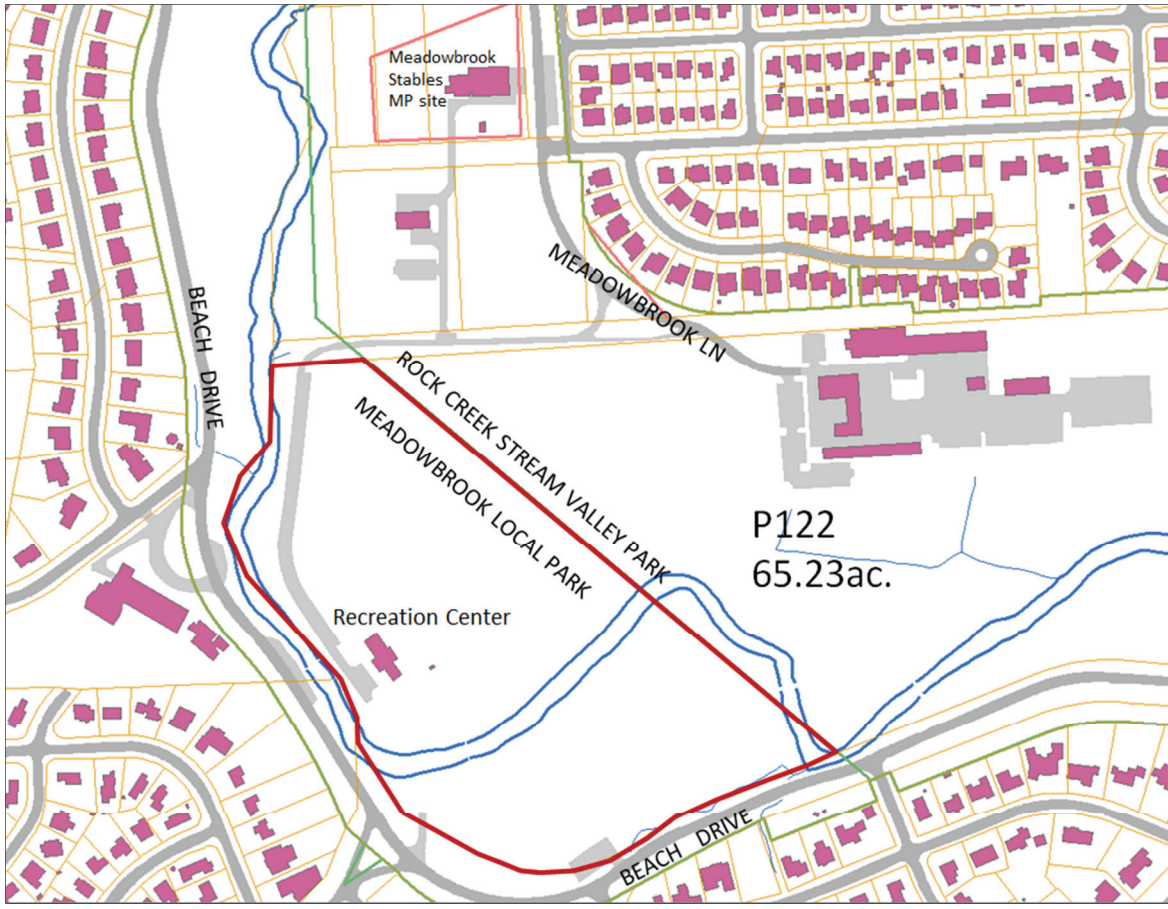 Meadowbrook
Stables
MP site
MEADOWBROOK LN
BEACH DRIVE
ROCK CREEK STREAM VALLEY PARK
MEADOWBROOK LOCAL PARK
P122
65.23ac.
Recreation Center
BEACH DRIVE